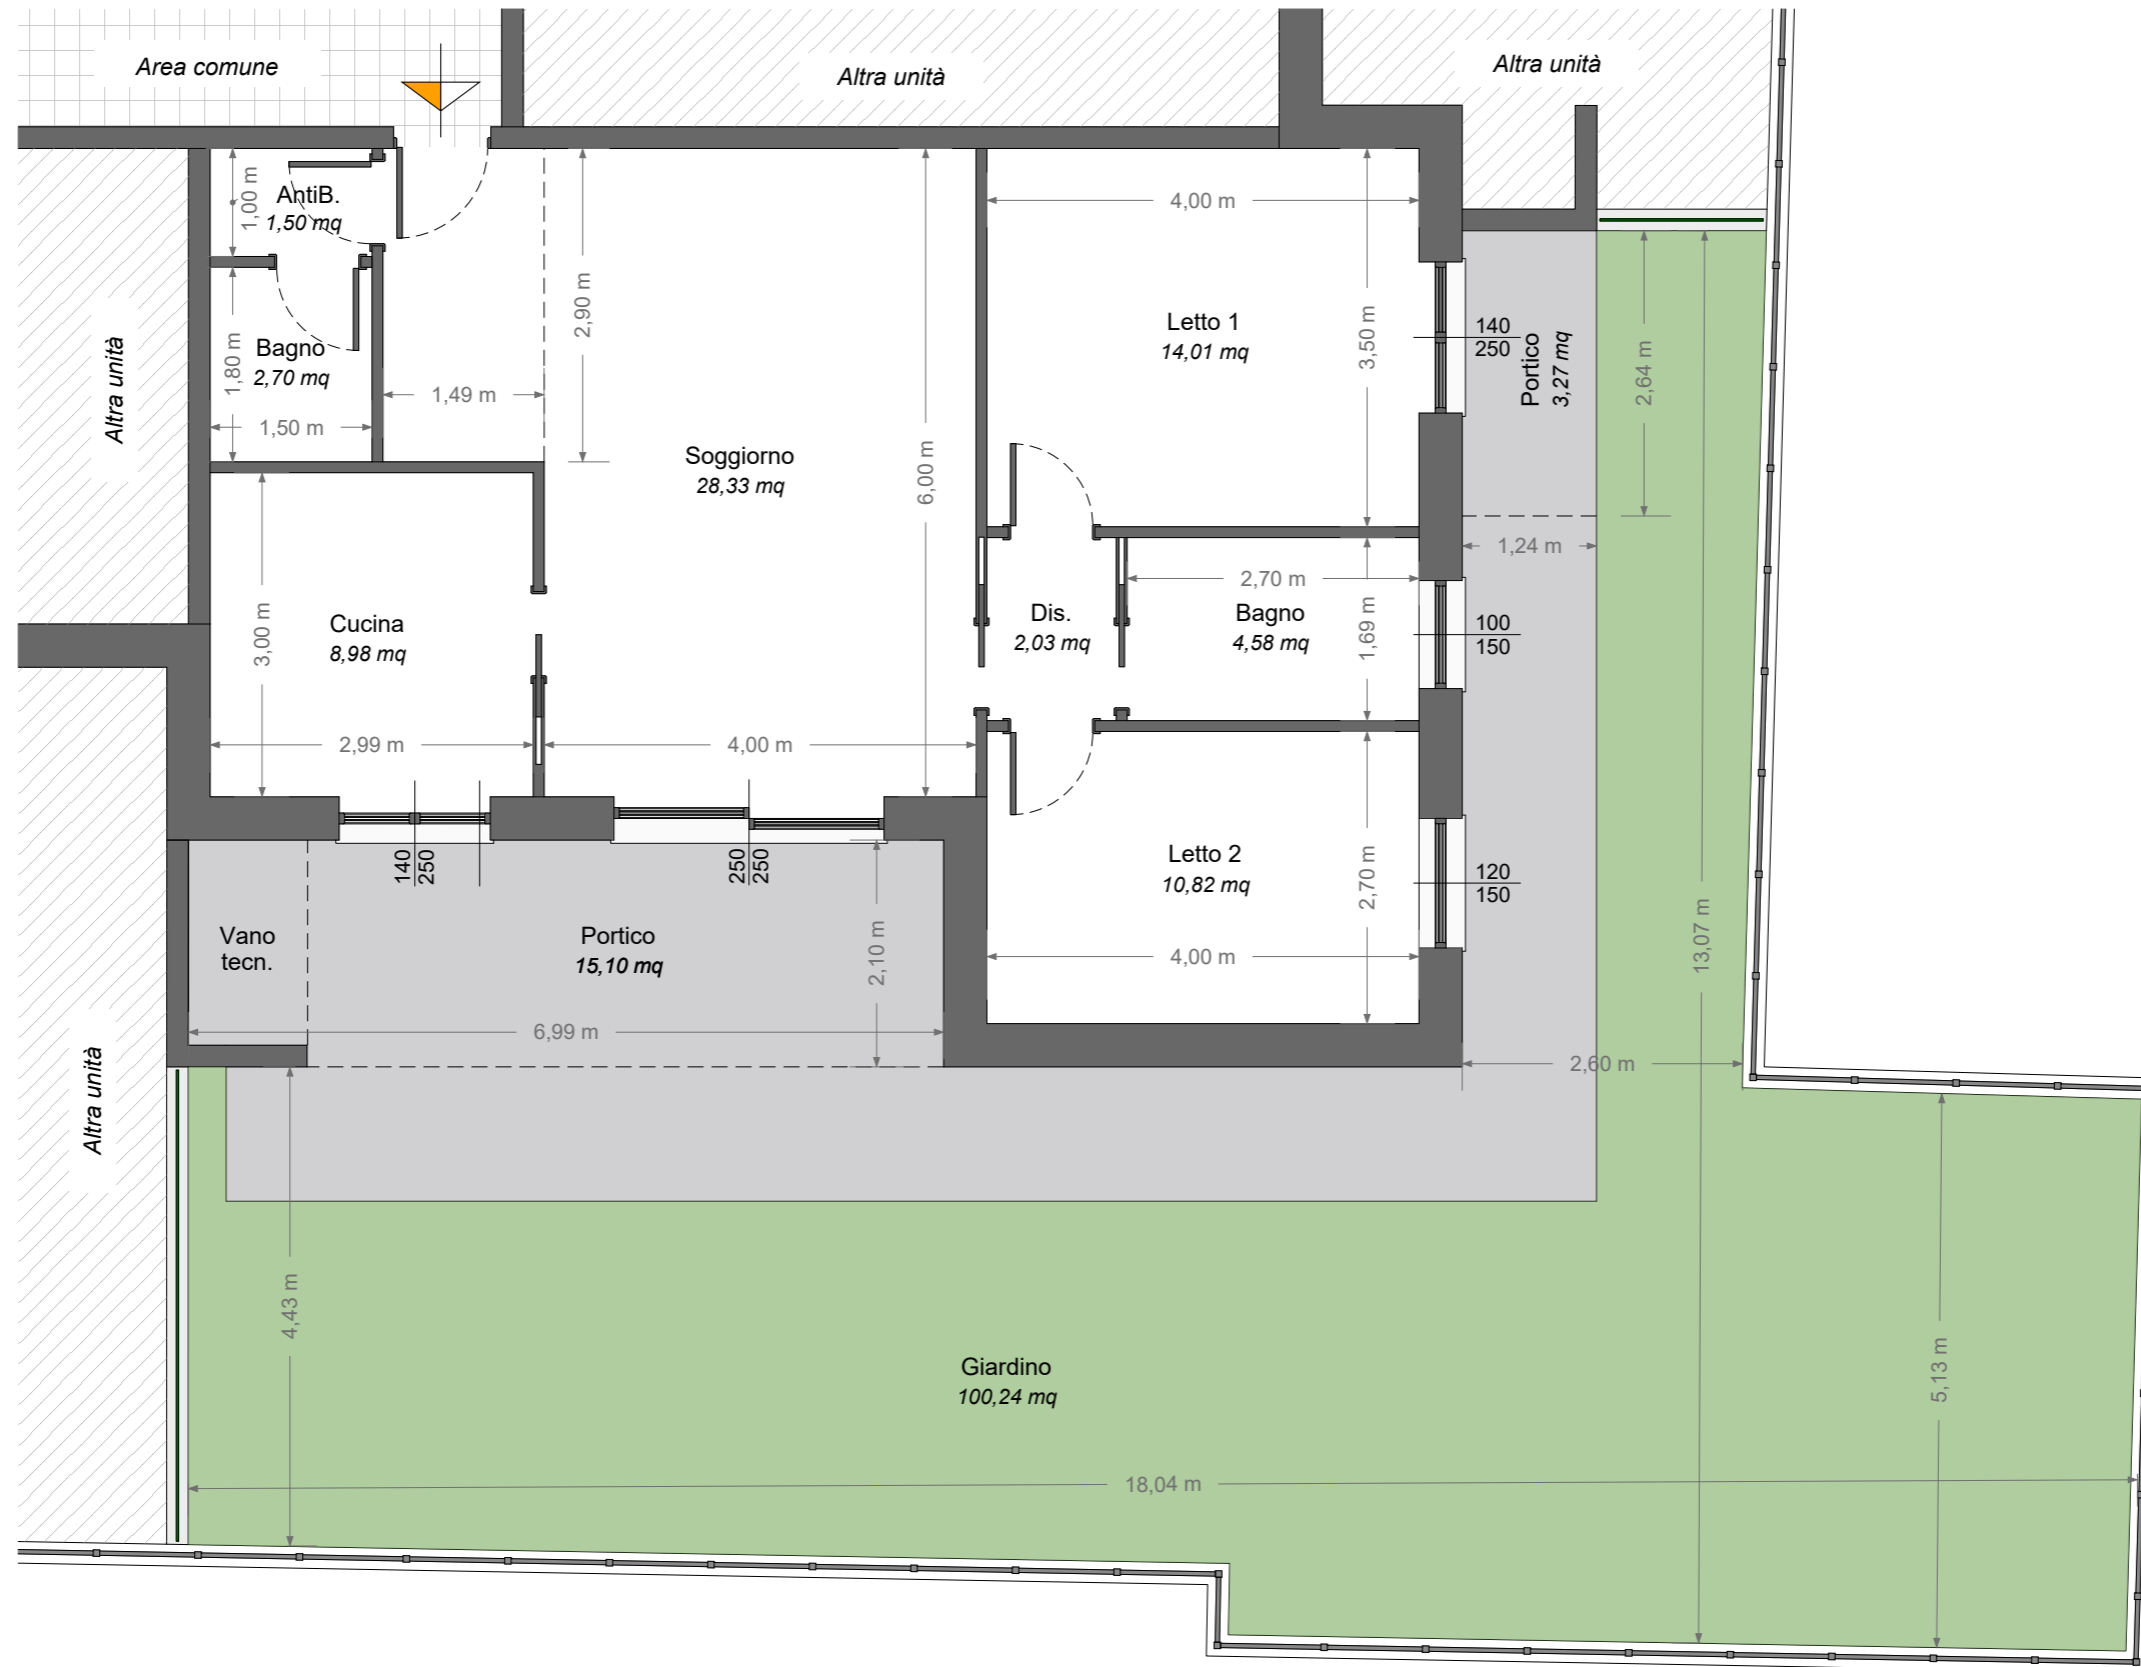 Area comune
Altra unità
Altra unità
AntiB.
1,50 mq
1,00 m
4,00 m
2,90 m
3,50 m
Letto 1
14,01 mq
140
250
Portico
3,27 mq
2,64 m
Altra unità
Bagno
2,70 mq
1,80 m
1,49 m
1,50 m
Soggiorno
28,33 mq
6,00 m
1,24 m
2,70 m
Cucina
8,98 mq
3,00 m
Dis.
2,03 mq
Bagno
4,58 mq
1,69 m
100
150
2,99 m
4,00 m
140
250
250
250
Letto 2
10,82 mq
2,70 m
120
150
Vano
tecn.
Portico
15,10 mq
2,10 m
4,00 m
13,07 m
6,99 m
2,60 m
Altra unità
4,43 m
Giardino
100,24 mq
5,13 m
18,04 m